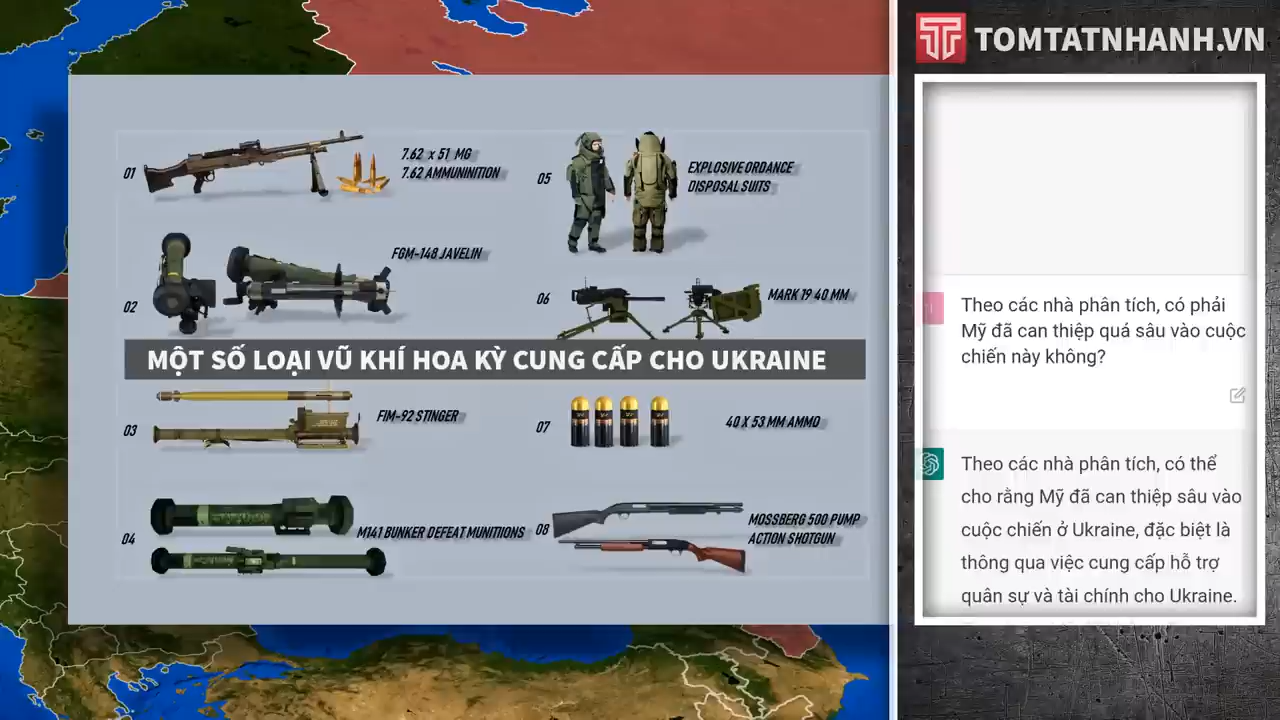 TOMTATNHANH.VN
01
7.62 x 51 MG
7.62 AMMUNINITION
02
FGM-148 JAVELIN
05
EXPLOSIVE ORDANCE
DISPOSAL SUITS
06
MARK 19 40 MM
MỘT SỐ LOẠI VŨ KHÍ HOA KỲ CUNG CẤP CHO UKRAINE
03
FIM-92 STINGER
04
M141 BUNKER DEFEAT MUNITIONS
07
40 X 53 MM AMMO
08
MOSSBERG 500 PUMP
ACTION SHOTGUN
Theo các nhà phân tích, có phải
Mỹ đã can thiệp quá sâu vào cuộc
chiến này không?
Theo các nhà phân tích, có thể
cho rằng Mỹ đã can thiệp sâu vào
cuộc chiến ở Ukraine, đặc biệt là
thông qua việc cung cấp hỗ trợ
quân sự và tài chính cho Ukraine.